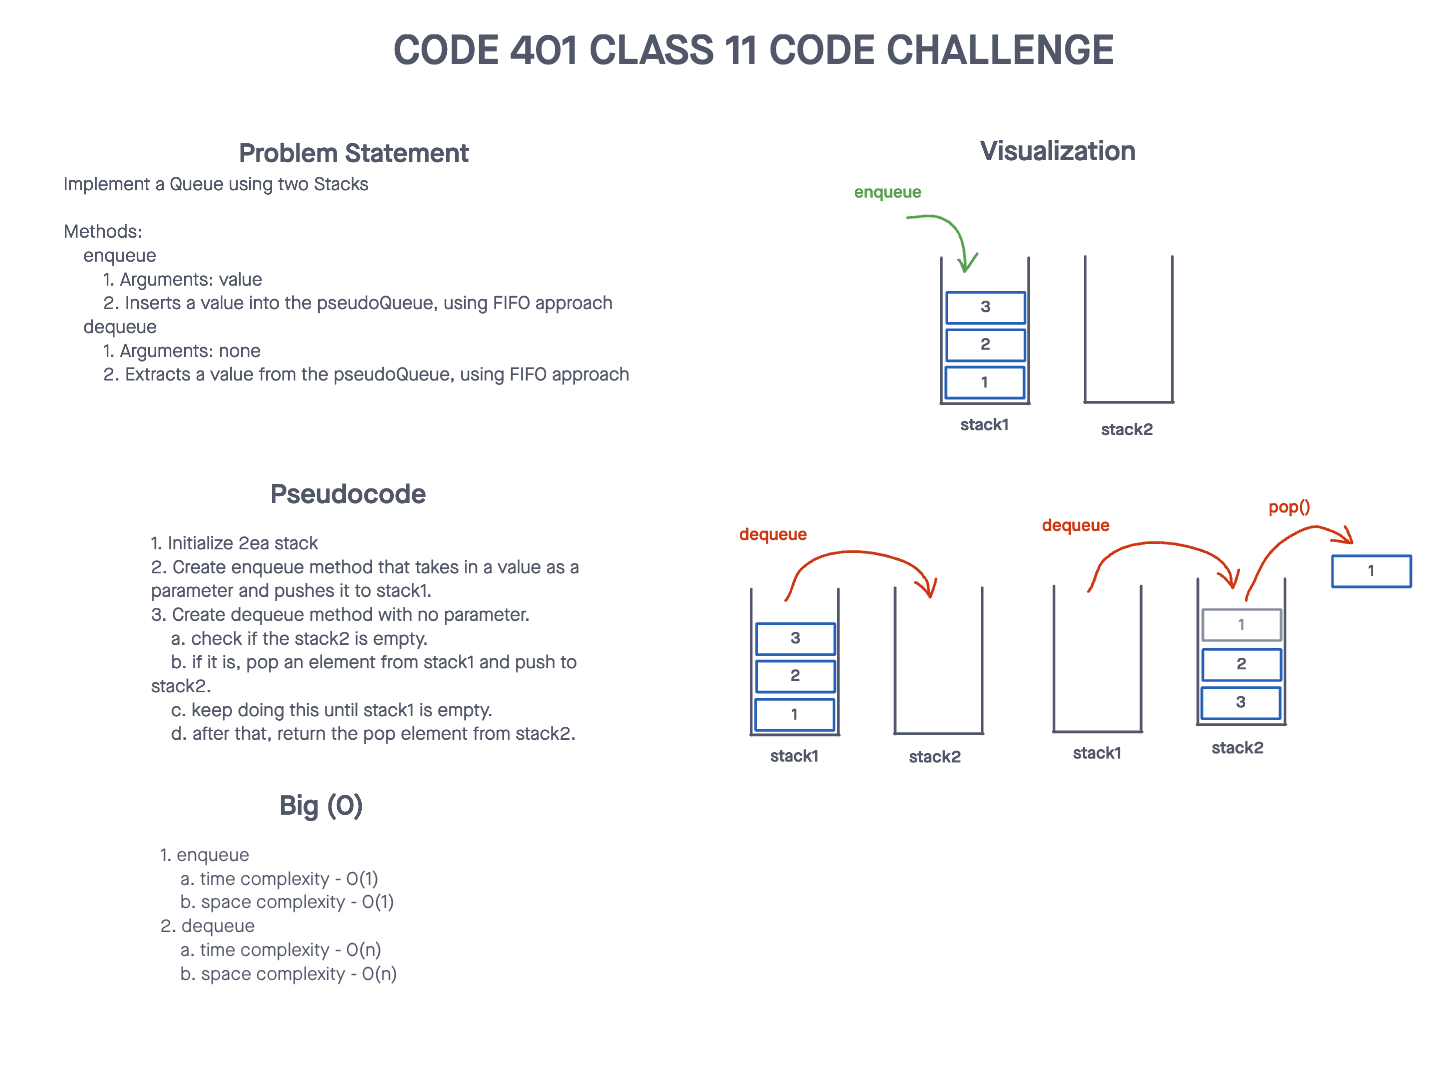 CODE 401 CLASS 11 CODE CHALLENGE
Problem Statement
Implement a Queue using two Stacks
Methods:
enqueue
1. Arguments: value
2. Inserts a value into the pseudoQueue, using FIFO approach
dequeue
1. Arguments: none
2. Extracts a value from the pseudoQueue, using FIFO approach
Visualization
enqueue
3
2
1
stack1
stack2
Pseudocode
1. Initialize 2ea stack
2. Create enqueue method that takes in a value as a
parameter and pushes it to stack1.
3. Create dequeue method with no parameter.
a. check if the stack2 is empty.
b. if it is, pop an element from stack1 and push to
stack2.
c. keep doing this until stack1 is empty.
d. after that, return the pop element from stack2.
dequeue
3
2
1
stack1
stack2
dequeue
pop()
1
1
2
3
stack1
stack2
Big (O)
1. enqueue
a. time complexity - O(1)
b. space complexity - O(1)
2. dequeue
a. time complexity - O(n)
b. space complexity - O(n)